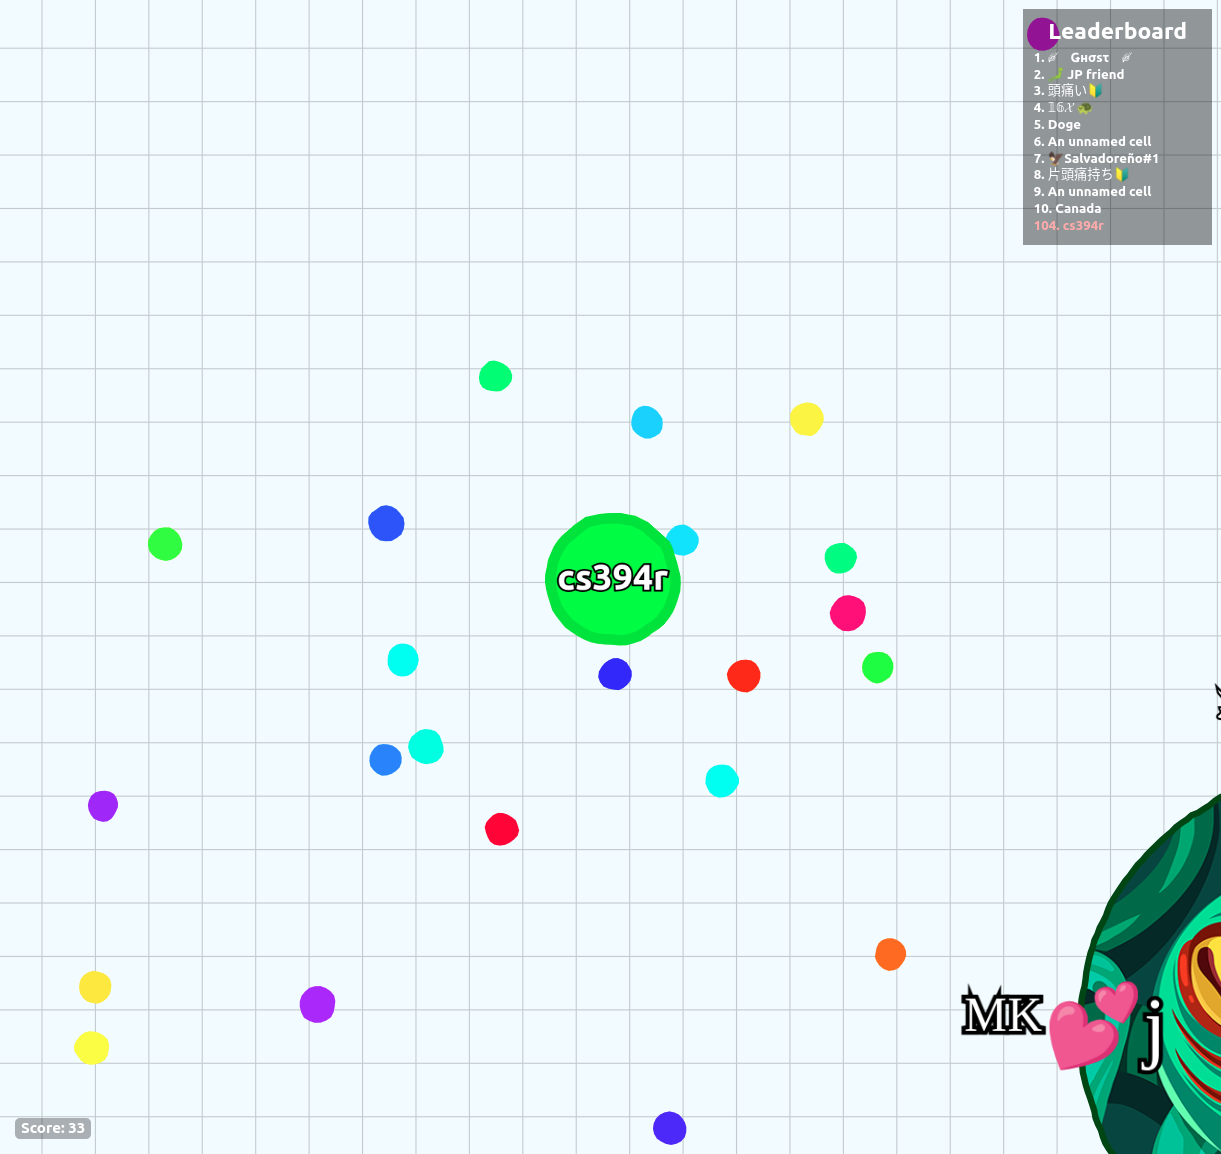 Leaderboard
1. Gнσsτ
2. JP friend
3. 頭痛い🔰
4. 𝟙𝟞𝓧 🐢
5. Doge
6. An unnamed cell
7. 🦅Salvadoreño#1
8. 片頭痛持ち🔰
9. An unnamed cell
10. Canada
104. cs394r
cs394r
MK 💕 j
Score: 33